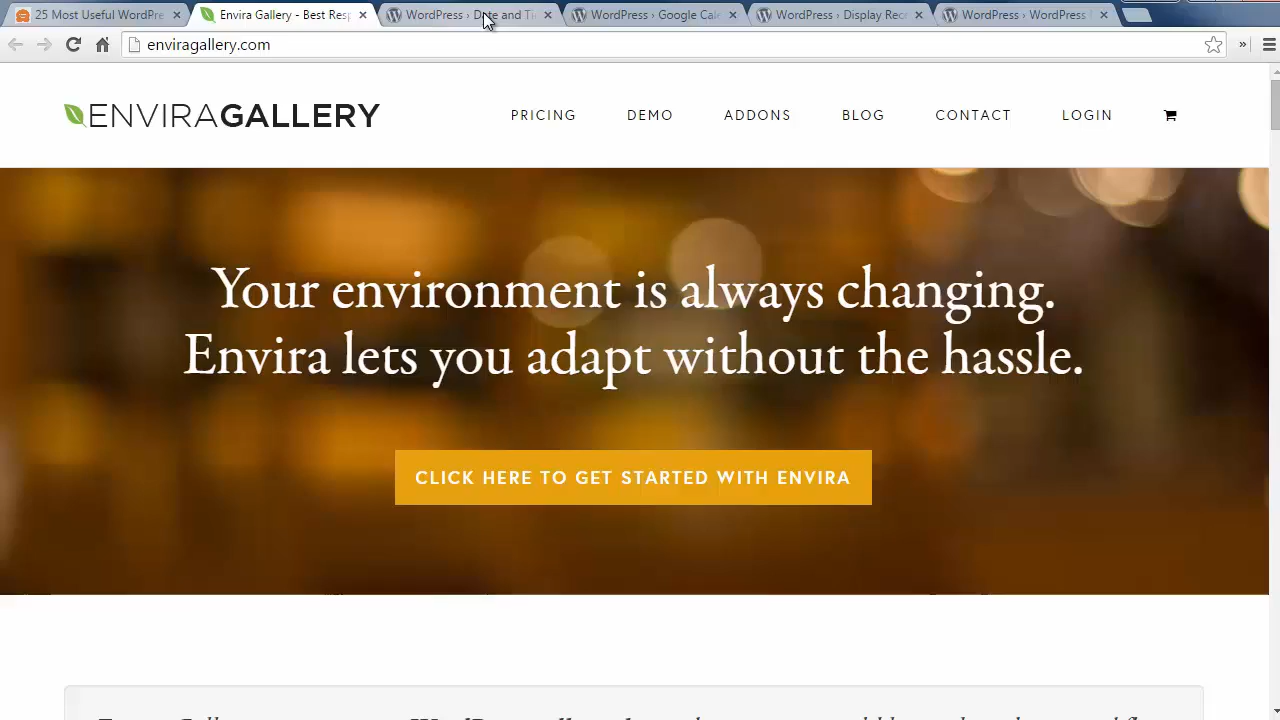 25 Most Useful WordPre
Envira Gallery - Best Resp
WordPress › Date and Ti
WordPress › Google Cale
WordPress › Display Rec
WordPress › WordPress
enviragallery.com
ENVIRAGALLERY
PRICING
DEMO
ADDONS
BLOG
CONTACT
LOGIN
Your environment is always changing.
Envira lets you adapt without the hassle.
CLICK HERE TO GET STARTED WITH ENVIRA